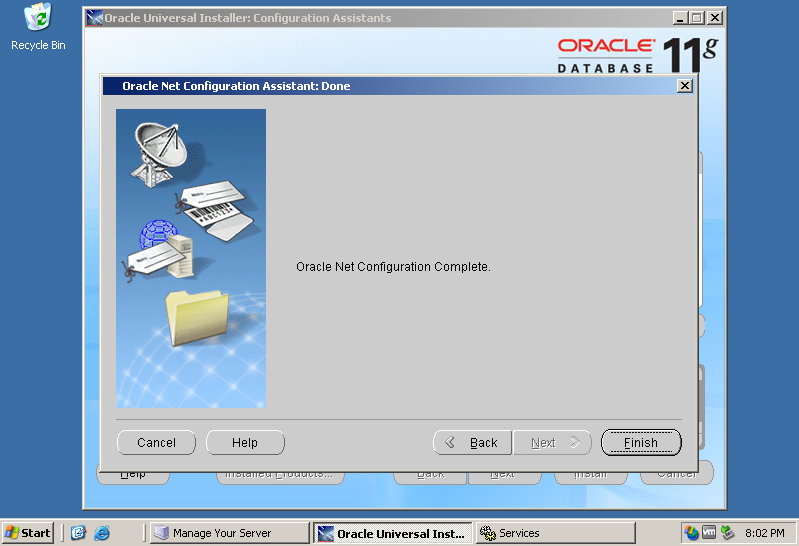 Recycle Bin
Oracle Universal Installer: Configuration Assistants
ORACLE
DATABASE
11g
Oracle Net Configuration Assistant: Done
Oracle Net Configuration Complete.
Cancel
Help
Back
Next
Finish
Help
Installed Products...
Back
Next
Install
Cancel
Start
Manage Your Server
Oracle Universal Inst...
Services
vm
8:02 PM